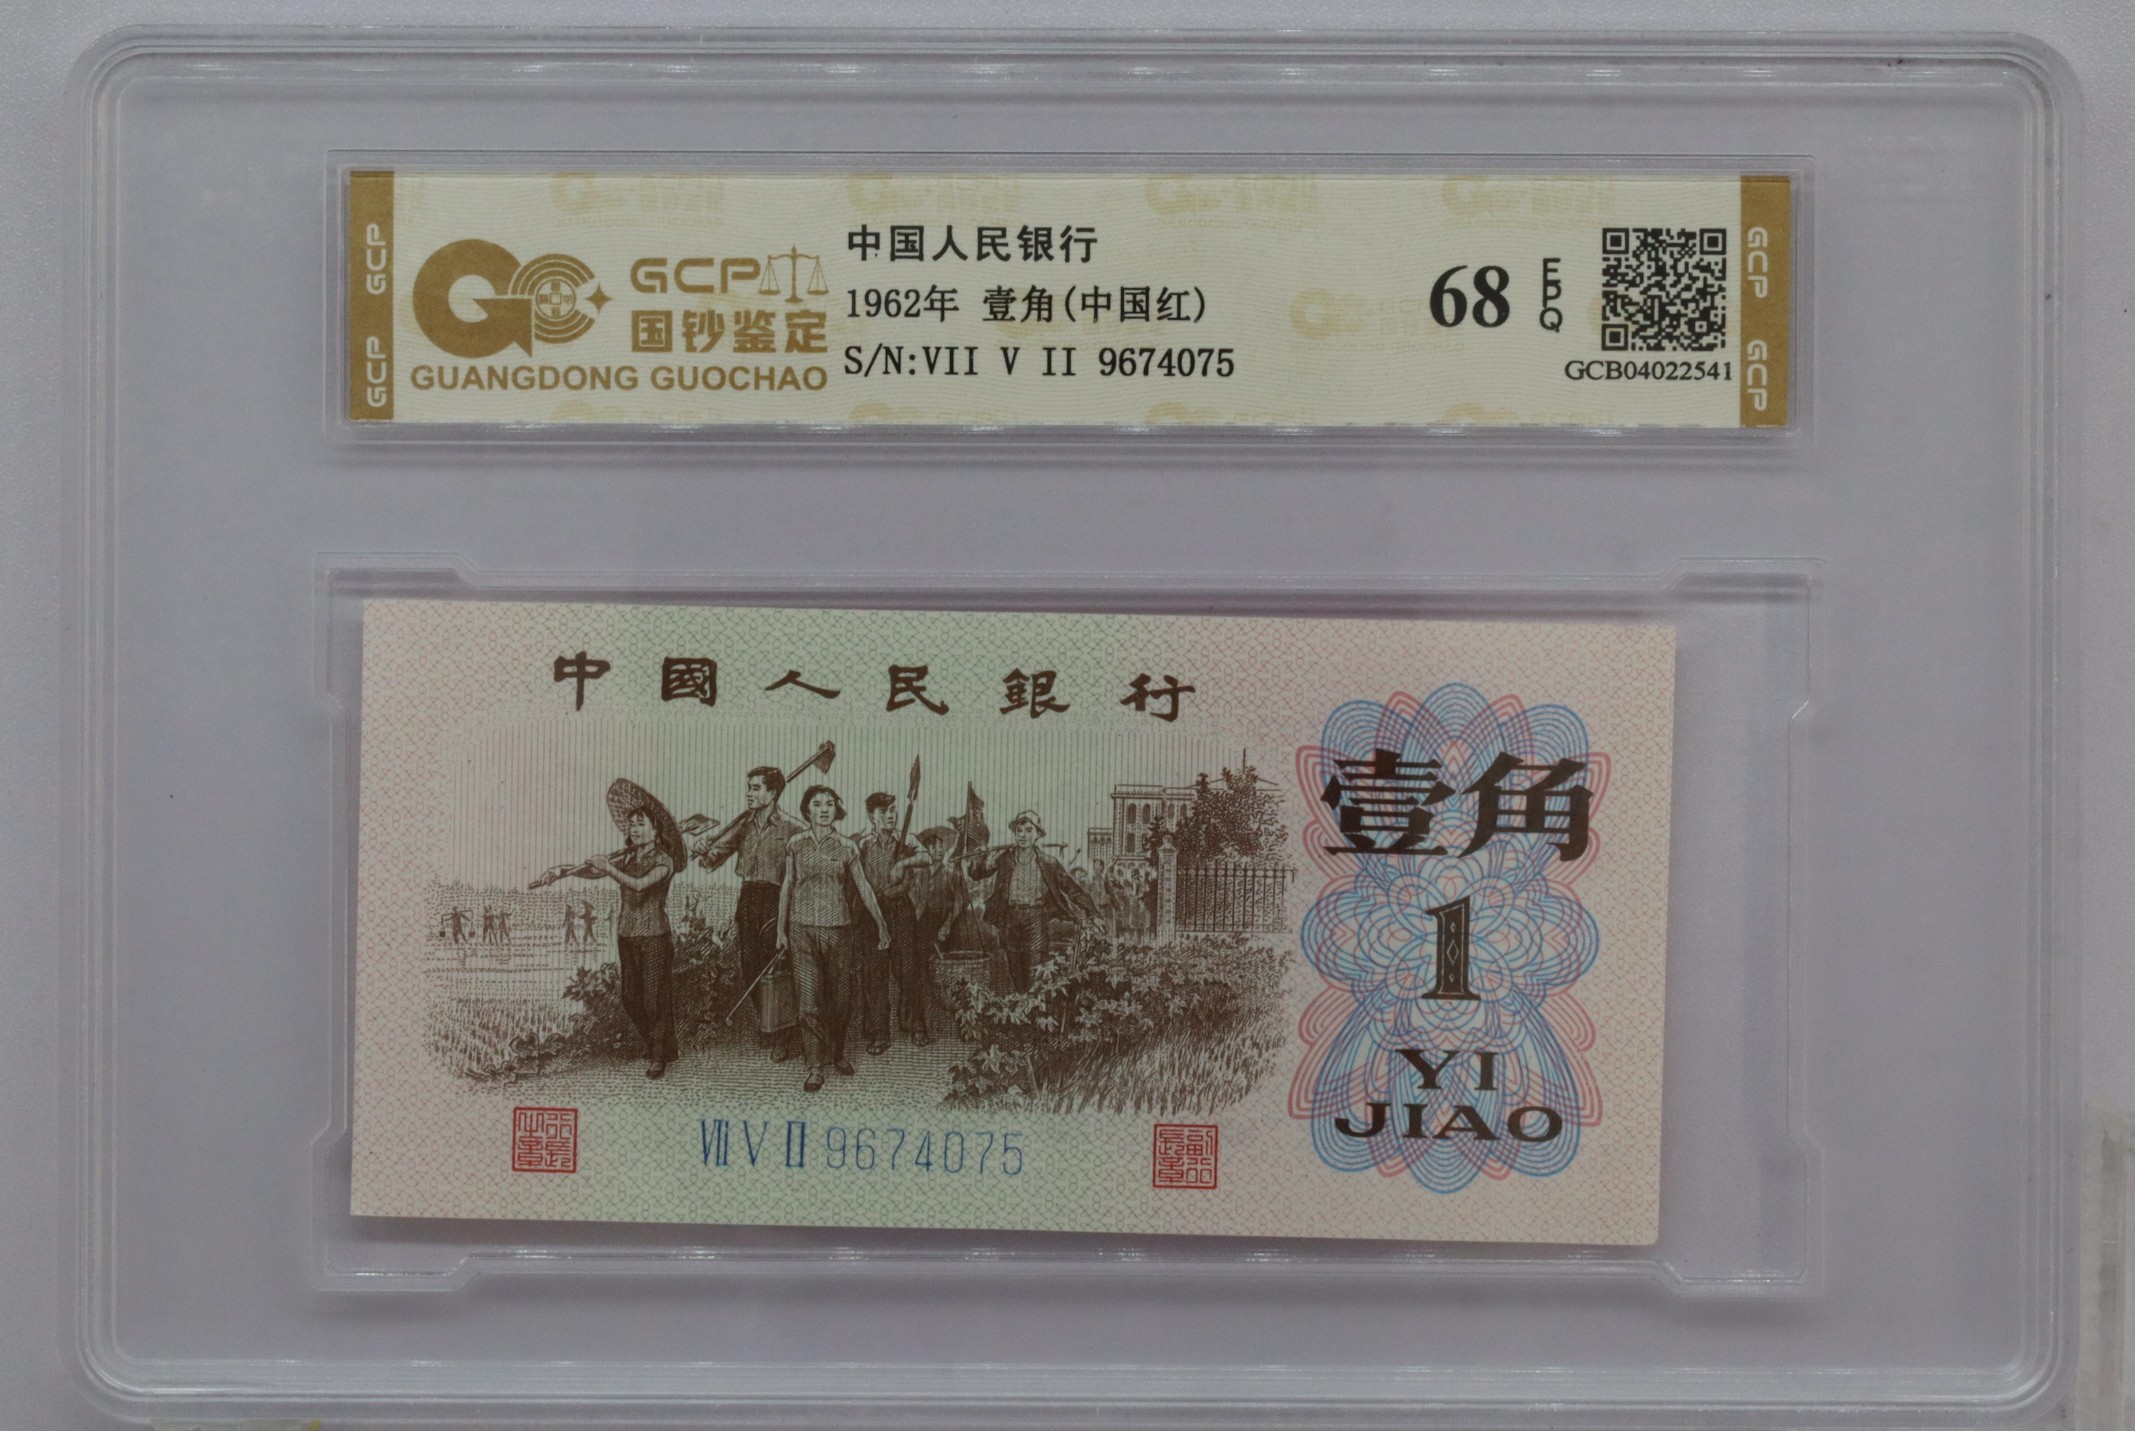 GCP GCP
GCP
国钞鉴定
GUANGDONG GUOCHAO
中国人民银行
1962年 壹角(中国红)
S/N:VII V II 9674075
68 EPQ
GCB04022541
GCP GCP
中國人民銀行
壹角
1
YI
JIAO
VII V II 9674075